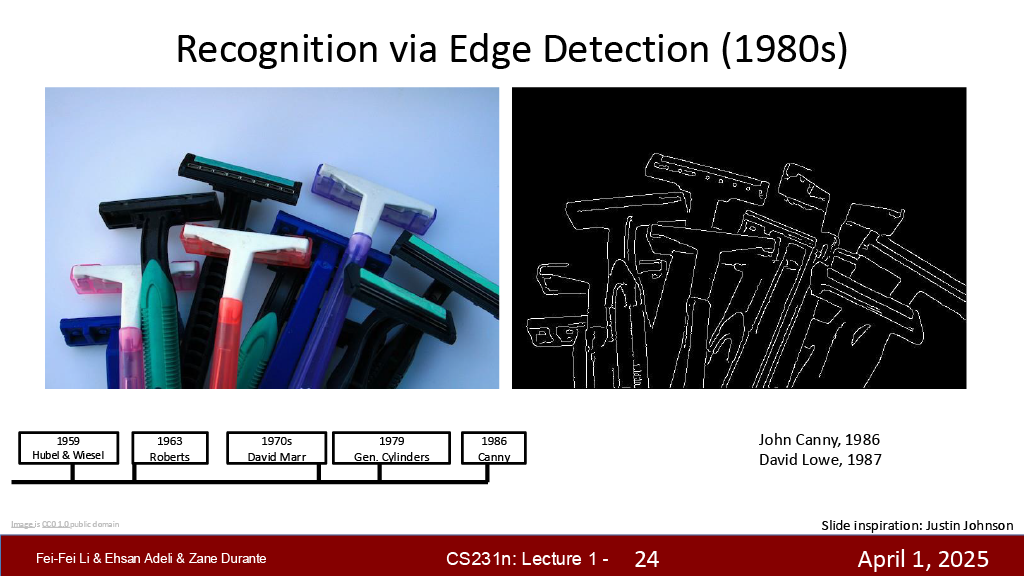 Recognition via Edge Detection (1980s)
1959
Hubel & Wiesel
1963
Roberts
1970s
David Marr
1979
Gen. Cylinders
1986
Canny
John Canny, 1986
David Lowe, 1987
Image is CC0 1.0 public domain
Slide inspiration: Justin Johnson
Fei-Fei Li & Ehsan Adeli & Zane Durante
CS231n: Lecture 1 - 24
April 1, 2025